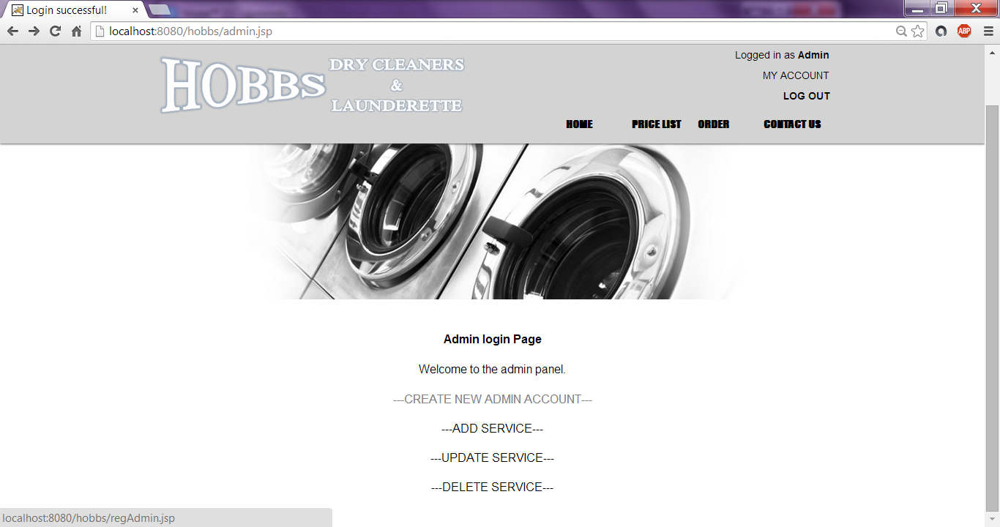 Login successful!
localhost:8080/hobbs/admin.jsp
ABP
HOBBS
DRY CLEANERS
&
LAUNDERETTE
Logged in as Admin
MY ACCOUNT
LOG OUT
HOME PRICE LIST ORDER CONTACT US
Admin login Page
Welcome to the admin panel.
---CREATE NEW ADMIN ACCOUNT---
---ADD SERVICE---
---UPDATE SERVICE---
---DELETE SERVICE---
localhost:8080/hobbs/regAdmin.jsp